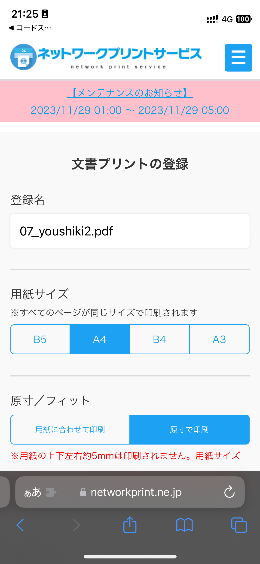 21:25
4G 100
◀ コードス…
ネットワークプリントサービス
network print service
【メンテナンスのお知らせ】
2023/11/29 01:00 ～ 2023/11/29 05:00
文書プリントの登録
登録名
07_youshiki2.pdf
用紙サイズ
※すべてのページが同じサイズで印刷されます
B5 A4 B4 A3
原寸／フィット
用紙に合わせて印刷 原寸で印刷
※用紙の上下左右約5mmは印刷されません。用紙サイズ
ぁあ networkprint.ne.jp